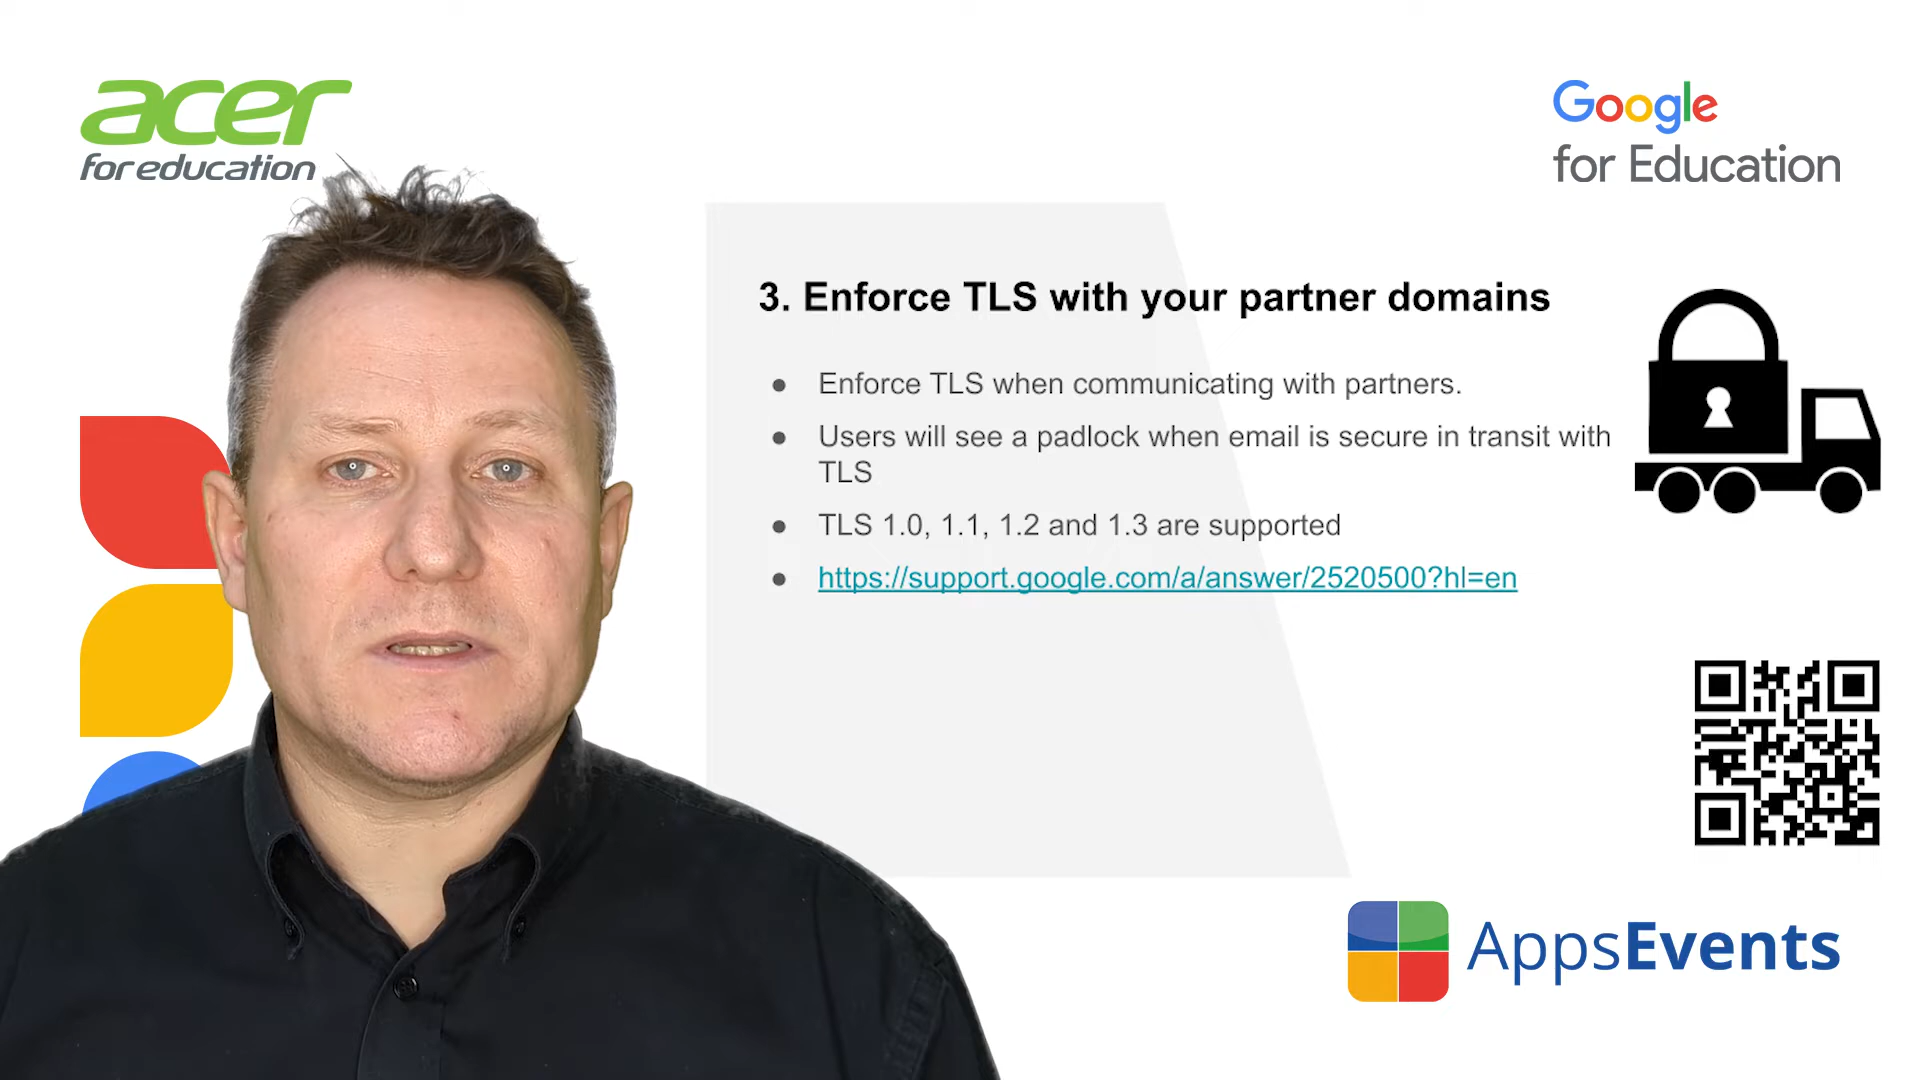 acer
for education
Google
for Education
3. Enforce TLS with your partner domains
● Enforce TLS when communicating with partners.
● Users will see a padlock when email is secure in transit with
TLS
● TLS 1.0, 1.1, 1.2 and 1.3 are supported
● https://support.google.com/a/answer/2520500?hl=en
AppsEvents